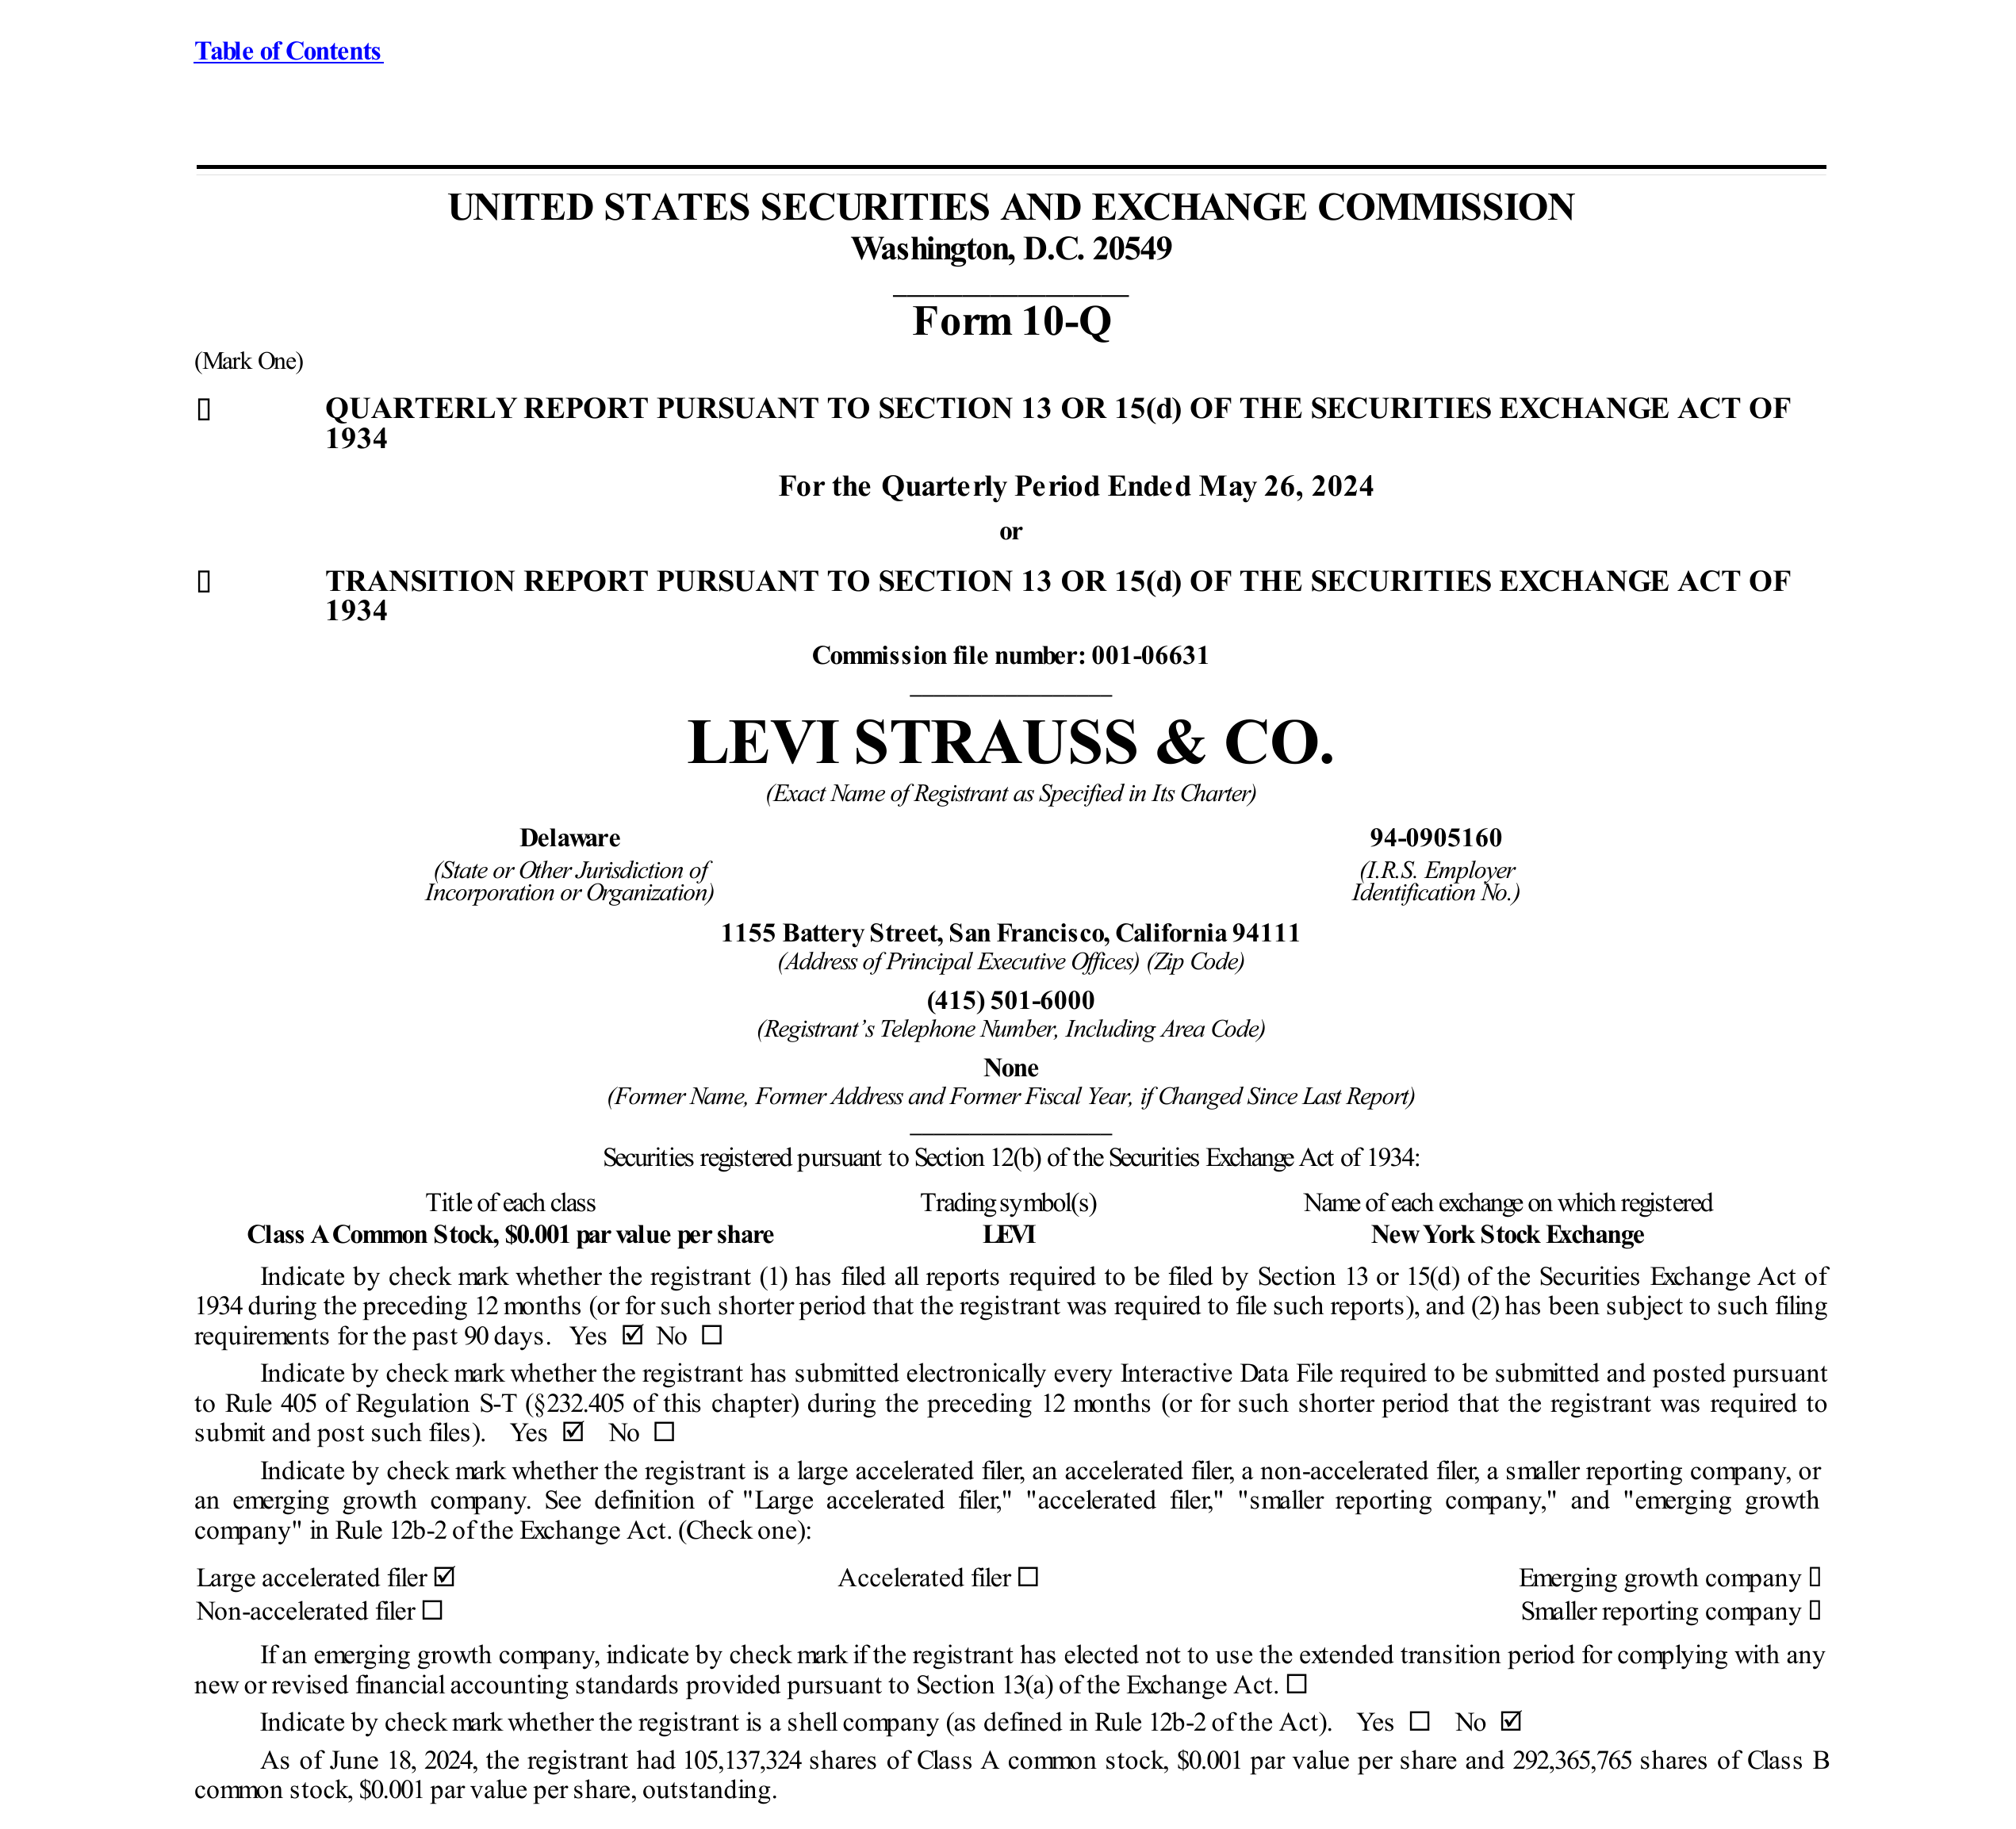 Table of Contents
UNITED STATES SECURITIES AND EXCHANGE COMMISSION
Washington, D.C. 20549
Form 10-Q
(Mark One)
▯ QUARTERLY REPORT PURSUANT TO SECTION 13 OR 15(d) OF THE SECURITIES EXCHANGE ACT OF
1934
For the Quarterly Period Ended May 26, 2024
or
▯ TRANSITION REPORT PURSUANT TO SECTION 13 OR 15(d) OF THE SECURITIES EXCHANGE ACT OF
1934
Commission file number: 001-06631
LEVI STRAUSS & CO.
(Exact Name of Registrant as Specified in Its Charter)
Delaware 94-0905160
(State or Other Jurisdiction of (I.R.S. Employer
Incorporation or Organization) Identification No.)
1155 Battery Street, San Francisco, California 94111
(Address of Principal Executive Offices) (Zip Code)
(415) 501-6000
(Registrant’s Telephone Number, Including Area Code)
None
(Former Name, Former Address and Former Fiscal Year, if Changed Since Last Report)
Securities registered pursuant to Section 12(b) of the Securities Exchange Act of 1934:
Title of each class Trading symbol(s) Name of each exchange on which registered
Class A Common Stock, $0.001 par value per share LEVI New York Stock Exchange
Indicate by check mark whether the registrant (1) has filed all reports required to be filed by Section 13 or 15(d) of the Securities Exchange Act of
1934 during the preceding 12 months (or for such shorter period that the registrant was required to file such reports), and (2) has been subject to such filing
requirements for the past 90 days. Yes ☑ No ☐
Indicate by check mark whether the registrant has submitted electronically every Interactive Data File required to be submitted and posted pursuant
to Rule 405 of Regulation S-T (§232.405 of this chapter) during the preceding 12 months (or for such shorter period that the registrant was required to
submit and post such files). Yes ☑ No ☐
Indicate by check mark whether the registrant is a large accelerated filer, an accelerated filer, a non-accelerated filer, a smaller reporting company, or
an emerging growth company. See definition of "Large accelerated filer," "accelerated filer," "smaller reporting company," and "emerging growth
company" in Rule 12b-2 of the Exchange Act. (Check one):
Large accelerated filer ☑ Accelerated filer ☐ Emerging growth company ▯
Non-accelerated filer ☐ Smaller reporting company ▯
If an emerging growth company, indicate by check mark if the registrant has elected not to use the extended transition period for complying with any
new or revised financial accounting standards provided pursuant to Section 13(a) of the Exchange Act. ☐
Indicate by check mark whether the registrant is a shell company (as defined in Rule 12b-2 of the Act). Yes ☐ No ☑
As of June 18, 2024, the registrant had 105,137,324 shares of Class A common stock, $0.001 par value per share and 292,365,765 shares of Class B
common stock, $0.001 par value per share, outstanding.